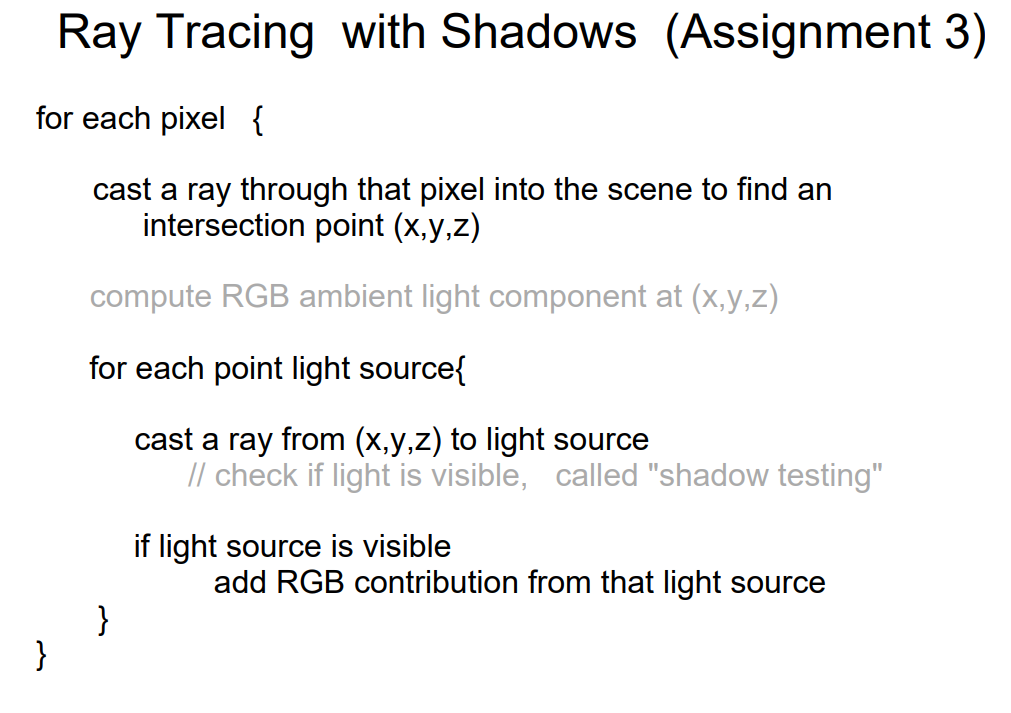 Ray Tracing with Shadows (Assignment 3)
for each pixel {
cast a ray through that pixel into the scene to find an
intersection point (x,y,z)
compute RGB ambient light component at (x,y,z)
for each point light source{
cast a ray from (x,y,z) to light source
// check if light is visible, called "shadow testing"
if light source is visible
add RGB contribution from that light source
}
}